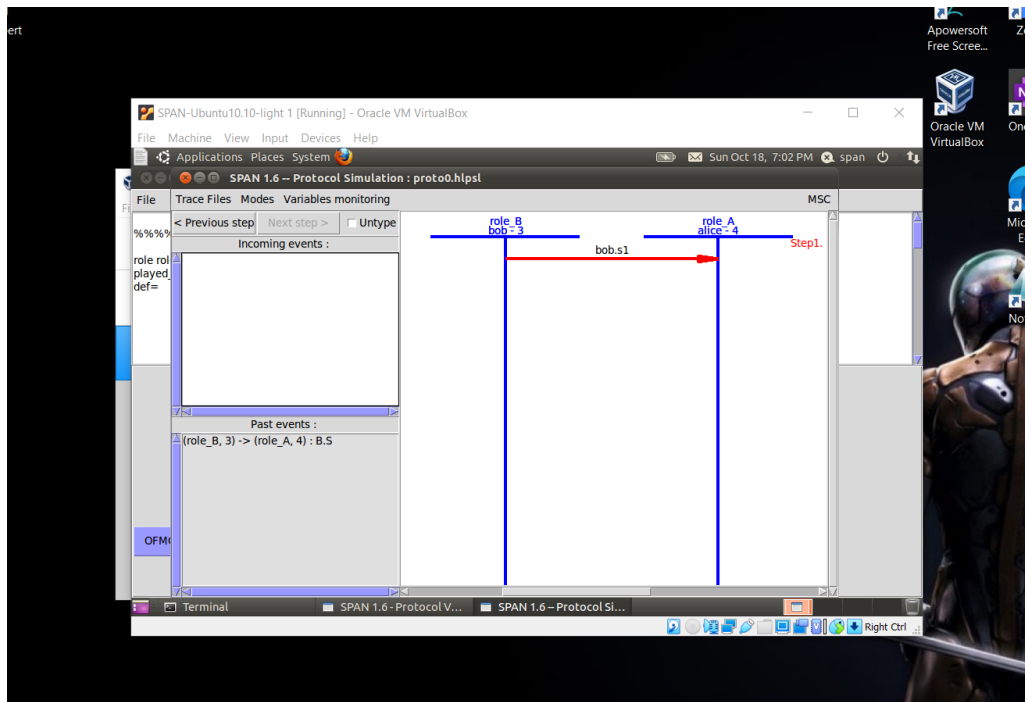 ert
Apowersoft
Free Scree...
Oracle VM
VirtualBox
SPAN-Ubuntu10.10-light 1 [Running] - Oracle VM VirtualBox
File Machine View Input Devices Help
Applications Places System
Sun Oct 18, 7:02 PM
span
SPAN 1.6 -- Protocol Simulation : proto0.hlpsl
File
Trace Files Modes Variables monitoring
MSC
< Previous step
Next step >
Untype
Incoming events :
%%%%
role rol
played_
def=
role_B
bob - 3
role_A
alice - 4
Step1.
bob.s1
Past events :
(role_B, 3) -> (role_A, 4) : B.S
OFM
Terminal
SPAN 1.6 - Protocol V...
SPAN 1.6 – Protocol Si...
Right Ctrl